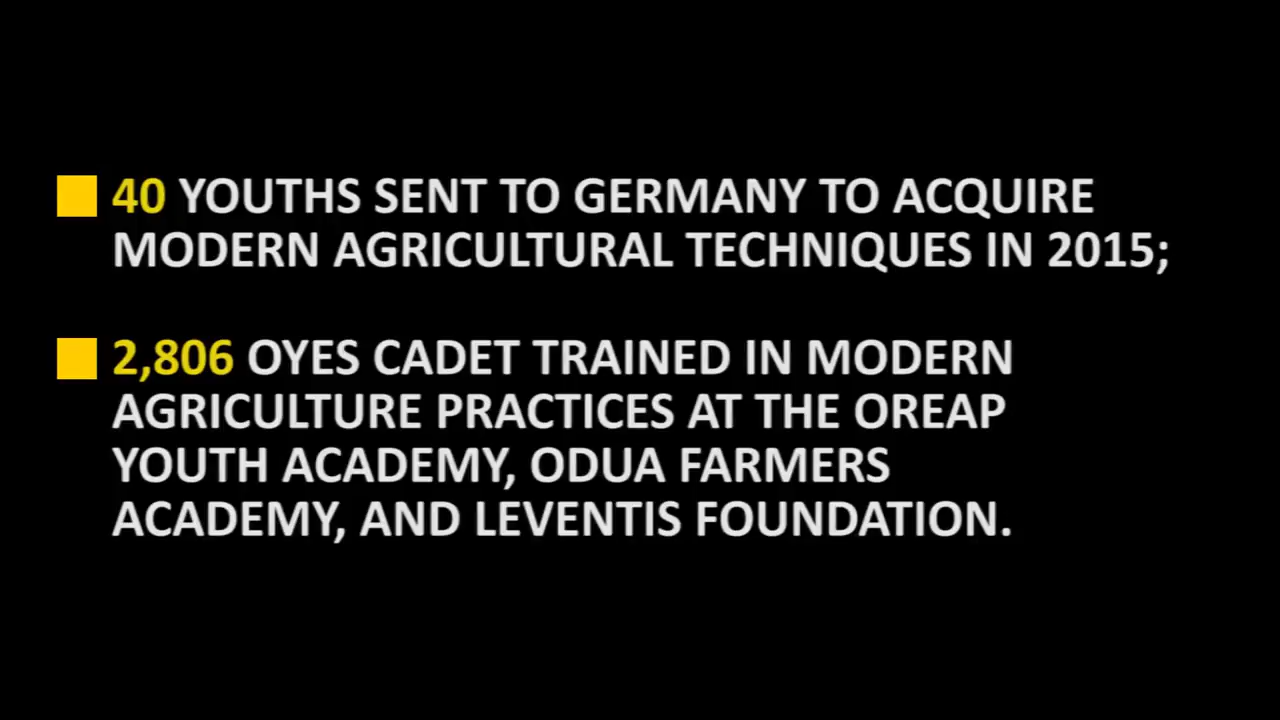 40 YOUTHS SENT TO GERMANY TO ACQUIRE
MODERN AGRICULTURAL TECHNIQUES IN 2015;
2,806 OYES CADET TRAINED IN MODERN
AGRICULTURE PRACTICES AT THE OREAP
YOUTH ACADEMY, ODUA FARMERS
ACADEMY, AND LEVENTIS FOUNDATION.